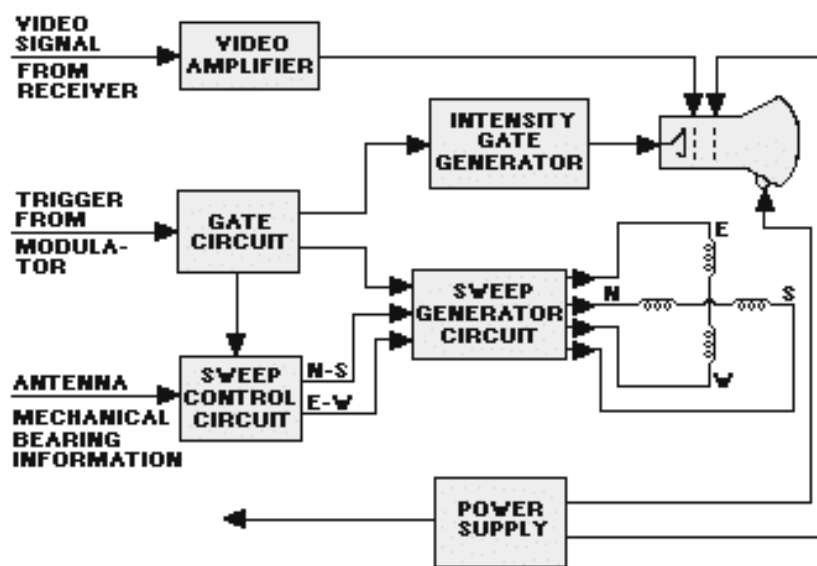 VIDEO
SIGNAL
FROM
RECEIVER
VIDEO
AMPLIFIER
INTENSITY
GATE
GENERATOR
TRIGGER
FROM
MODULA-
TOR
GATE
CIRCUIT
SWEEP
GENERATOR
CIRCUIT
E
N
S
W
ANTENNA
MECHANICAL
BEARING
INFORMATION
SWEEP
CONTROL
CIRCUIT
N-S
E-W
POWER
SUPPLY